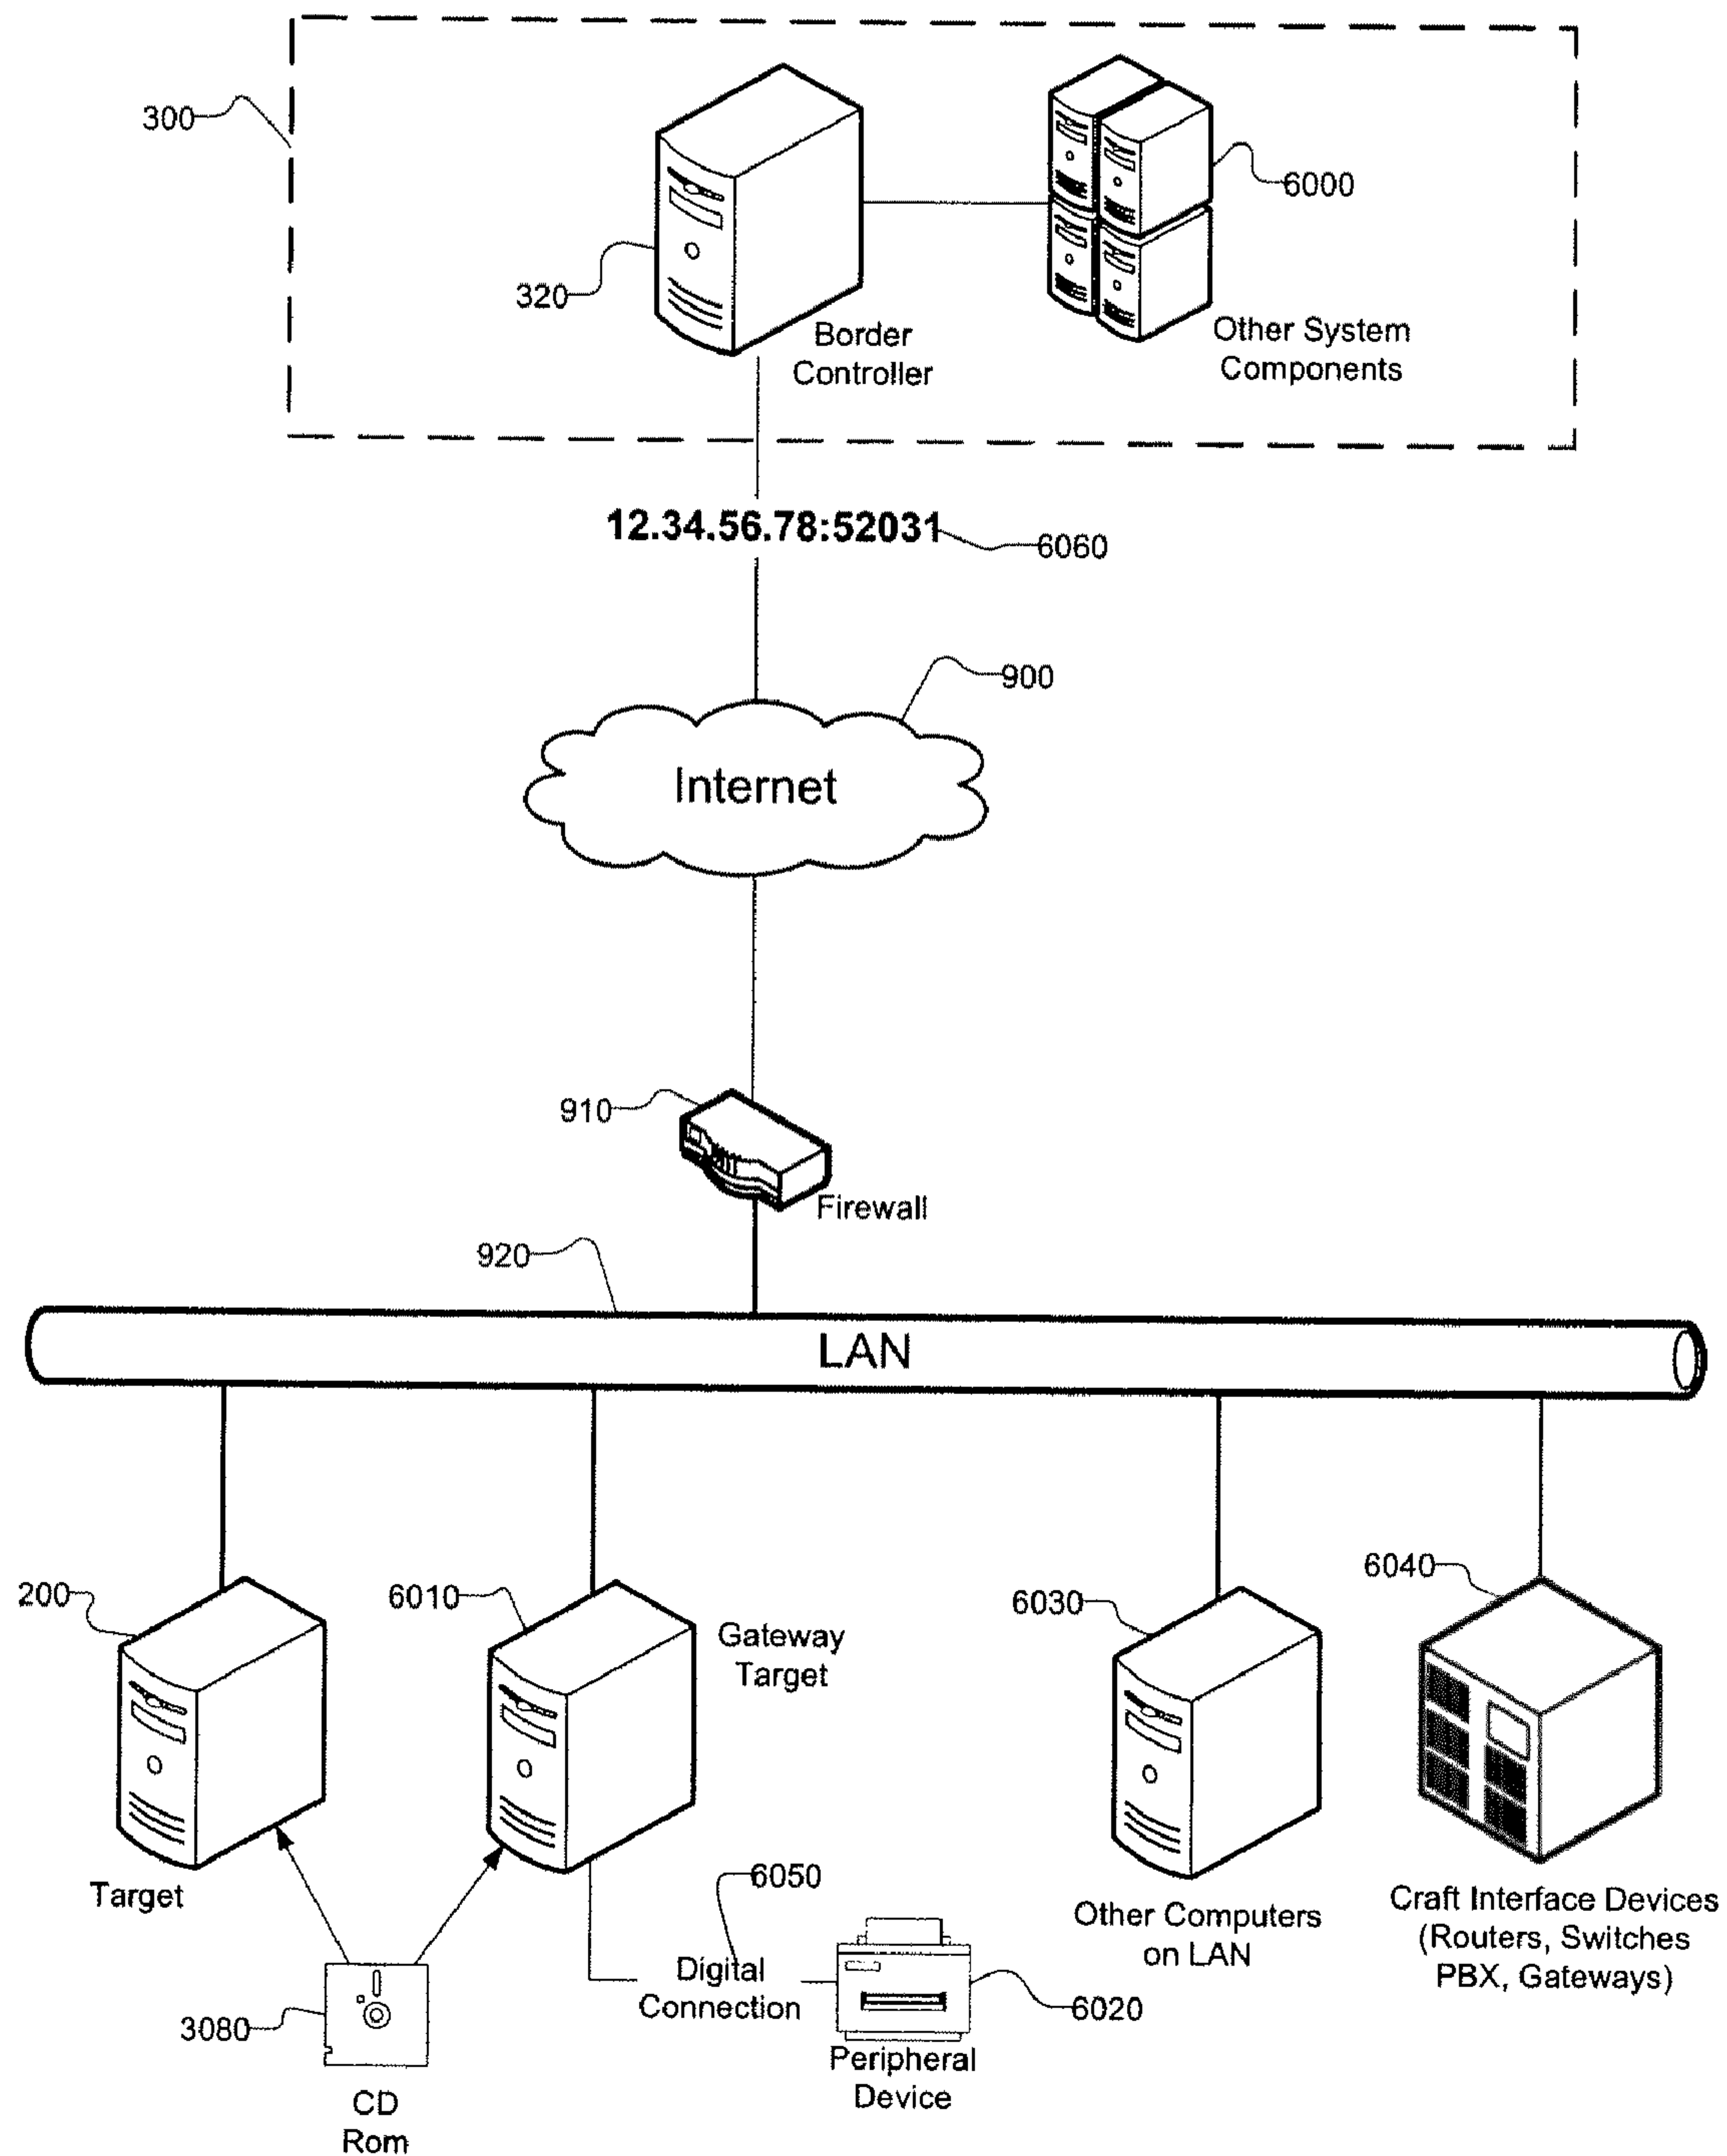 300
6000
320
Border
Controller
Other System
Components
12.34.56.78:52031
6060
900
Internet
910
Firewall
920
LAN
200
6010
Gateway
Target
6030
6040
Target
6050
Digital
Connection
6020
Peripheral
Device
3080
CD
Rom
Other Computers
on LAN
Craft Interface Devices
(Routers, Switches
PBX, Gateways)